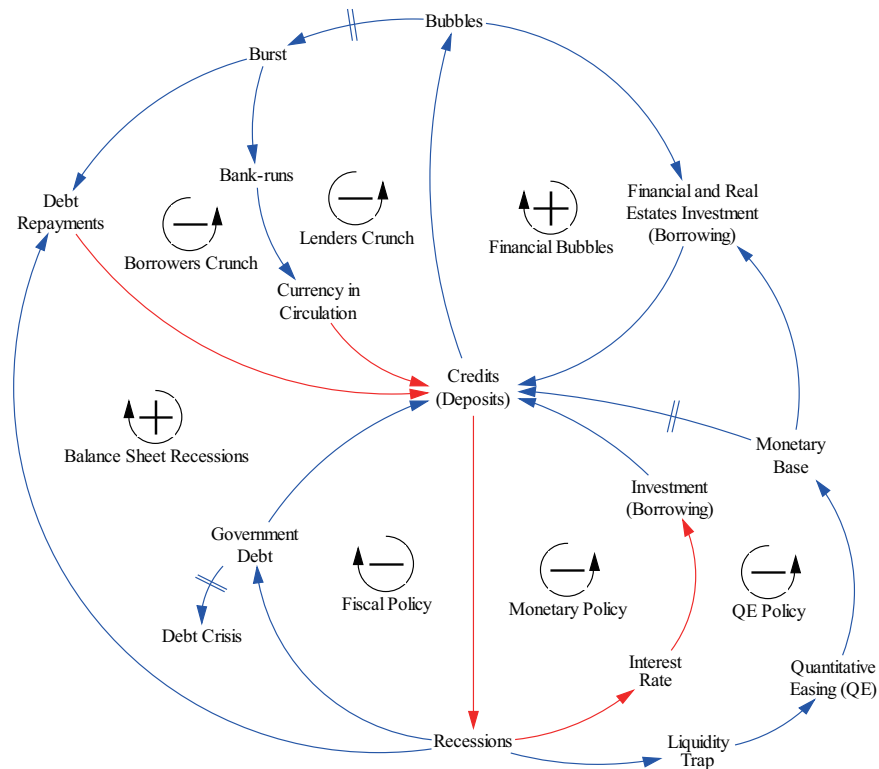 Bubbles
Burst
Bank-runs
Debt
Repayments
Borrowers Crunch
Lenders Crunch
Financial Bubbles
Financial and Real
Estates Investment
(Borrowing)
Currency in
Circulation
Credits
(Deposits)
Balance Sheet Recessions
Monetary
Base
Investment
(Borrowing)
Government
Debt
Fiscal Policy
Monetary Policy
QE Policy
Debt Crisis
Interest
Rate
Quantitative
Easing (QE)
Recessions
Liquidity
Trap